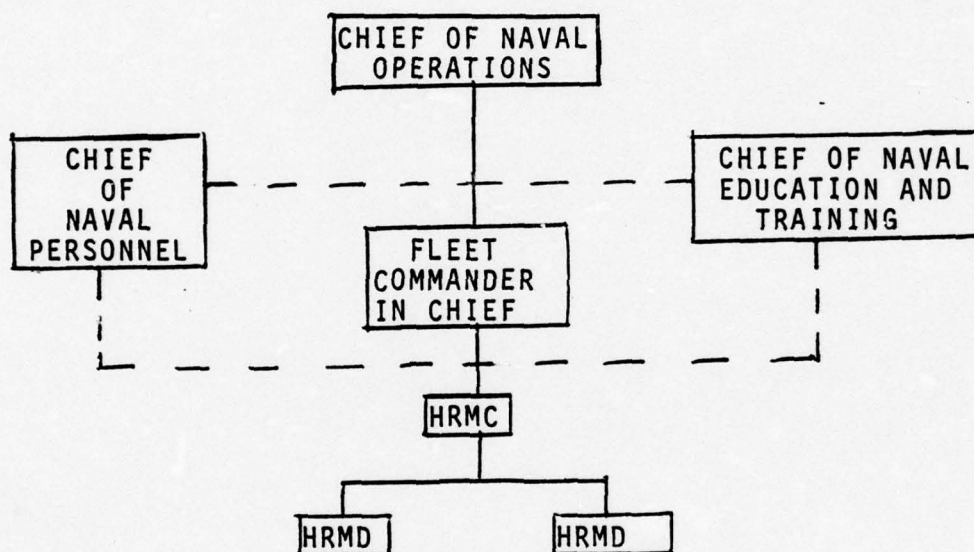 CHIEF OF NAVAL
OPERATIONS
CHIEF
OF
NAVAL
PERSONNEL
CHIEF OF NAVAL
EDUCATION AND
TRAINING
FLEET
COMMANDER
IN CHIEF
HRMC
HRMD
HRMD